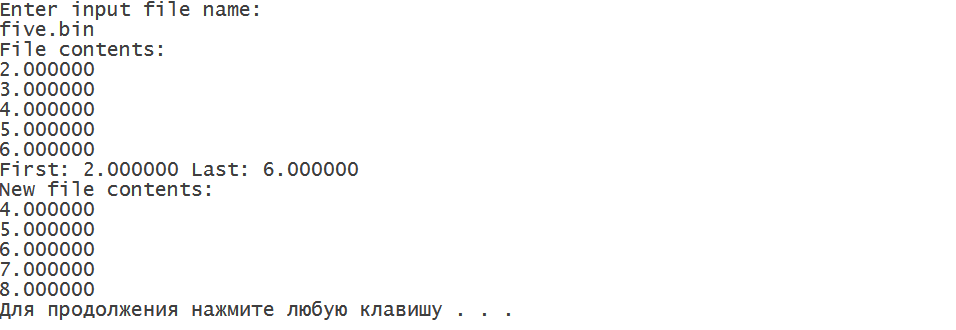 Enter input file name:
five.bin
File contents:
2.000000
3.000000
4.000000
5.000000
6.000000
First: 2.000000 Last: 6.000000
New file contents:
4.000000
5.000000
6.000000
7.000000
8.000000
Для продолжения нажмите любую клавишу . . .